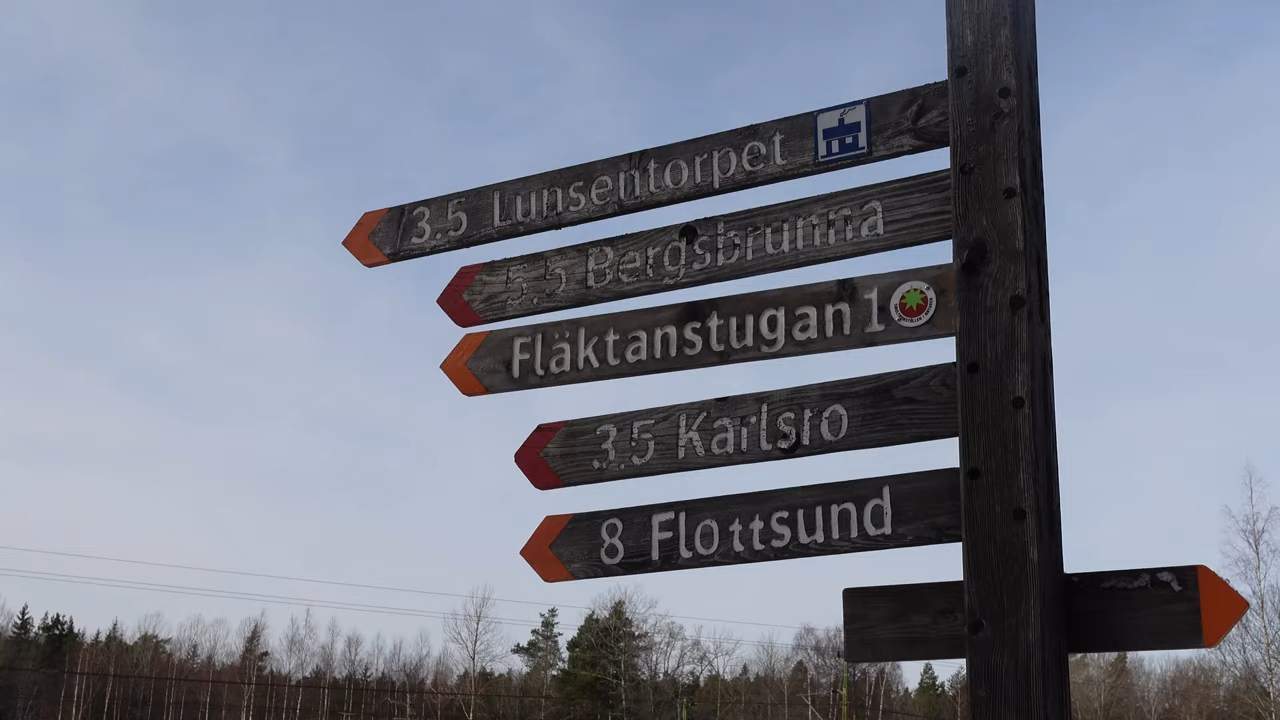 3.5 Lunsentorpet
5.5 Bergsbrunna
Fläktanstugan 1
3.5 Karlsro
8 Flottsund